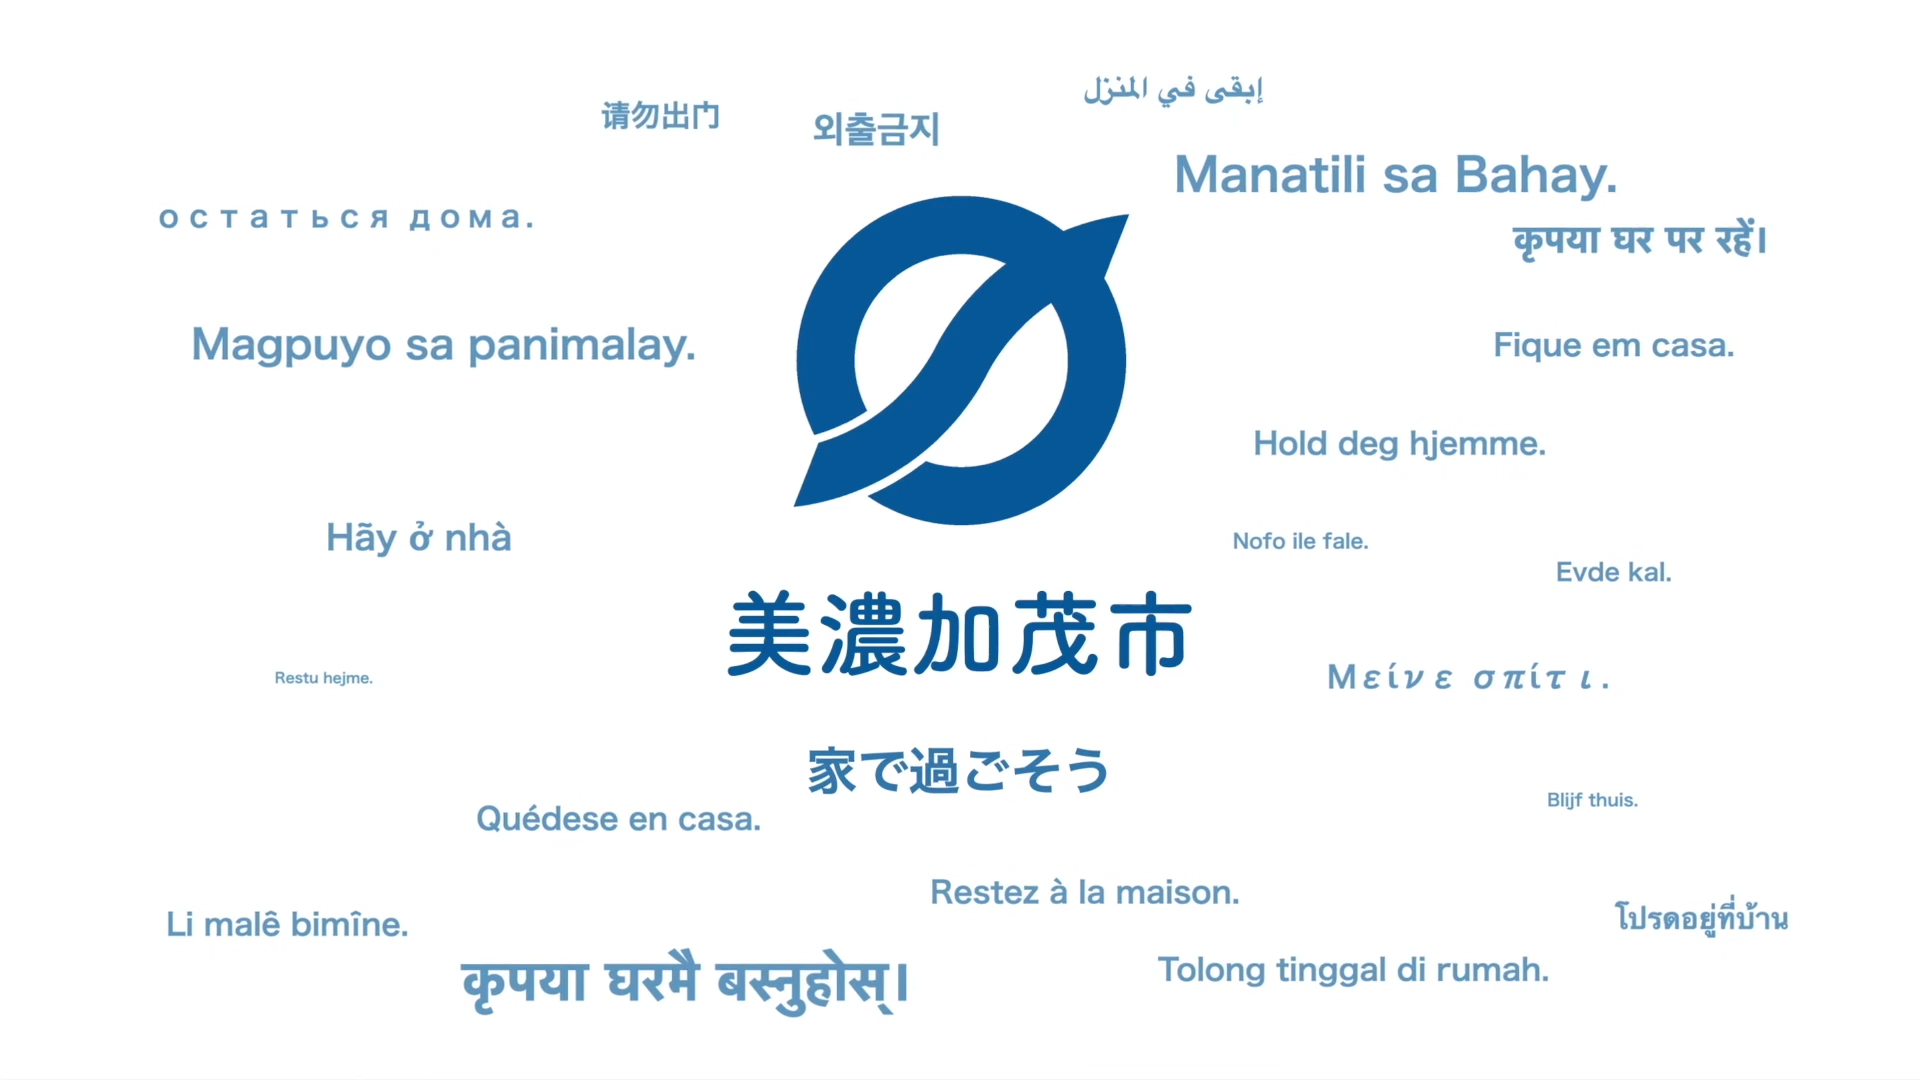 إبقى في المنزل
请勿出门
외출금지
Manatili sa Bahay.
остаться дома.
कृपया घर पर रहें।
Magpuyo sa panimalay.
Fique em casa.
Hold deg hjemme.
Hãy ở nhà
Nofo ile fale.
Evde kal.
美濃加茂市
Restu hejme.
Μείνε σπίτι.
家で過ごそう
Blijf thuis.
Quédese en casa.
Restez à la maison.
Li malê bimîne.
โปรดอยู่ที่บ้าน
कृपया घरमै बस्नुहोस्।
Tolong tinggal di rumah.